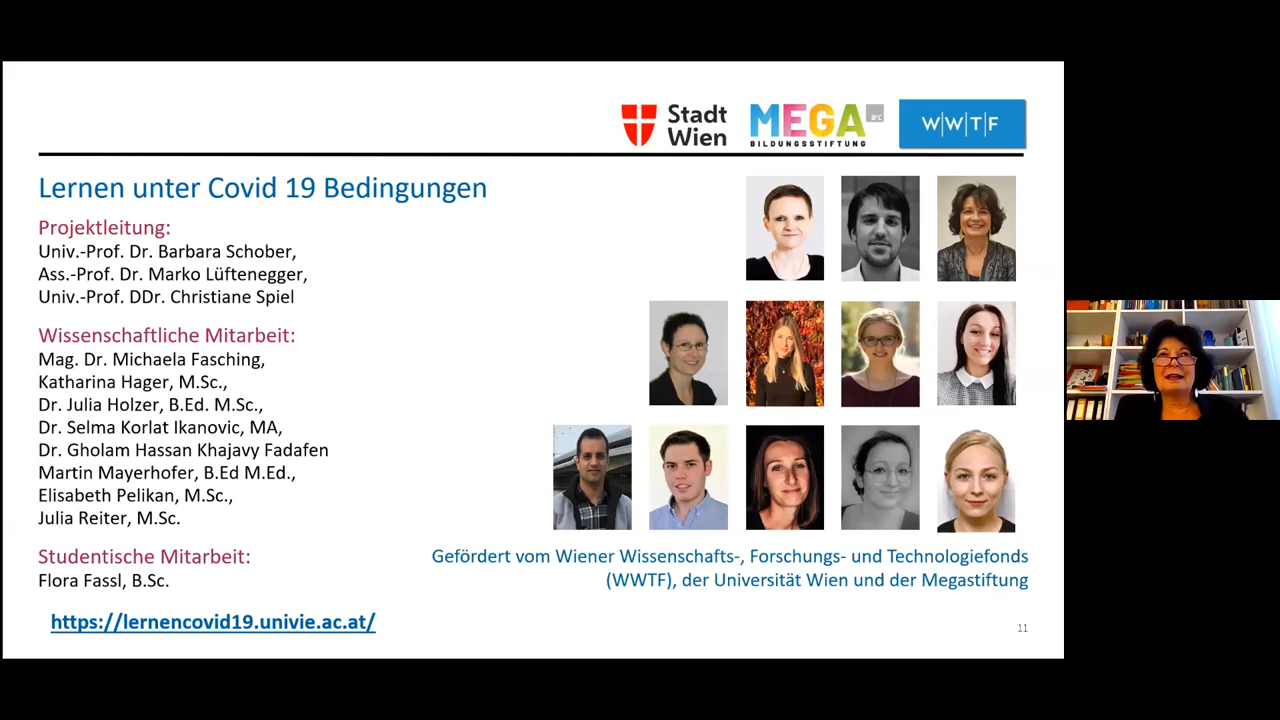 Stadt
Wien
MEGA B&C
BILDUNGSSTIFTUNG
W|W|T|F
Lernen unter Covid 19 Bedingungen
Projektleitung:
Univ.-Prof. Dr. Barbara Schober,
Ass.-Prof. Dr. Marko Lüftenegger,
Univ.-Prof. DDr. Christiane Spiel
Wissenschaftliche Mitarbeit:
Mag. Dr. Michaela Fasching,
Katharina Hager, M.Sc.,
Dr. Julia Holzer, B.Ed. M.Sc.,
Dr. Selma Korlat Ikanovic, MA,
Dr. Gholam Hassan Khajavy Fadafen
Martin Mayerhofer, B.Ed M.Ed.,
Elisabeth Pelikan, M.Sc.,
Julia Reiter, M.Sc.
Studentische Mitarbeit:
Flora Fassl, B.Sc.
Gefördert vom Wiener Wissenschafts-, Forschungs- und Technologiefonds
(WWTF), der Universität Wien und der Megastiftung
https://lernencovid19.univie.ac.at/
11